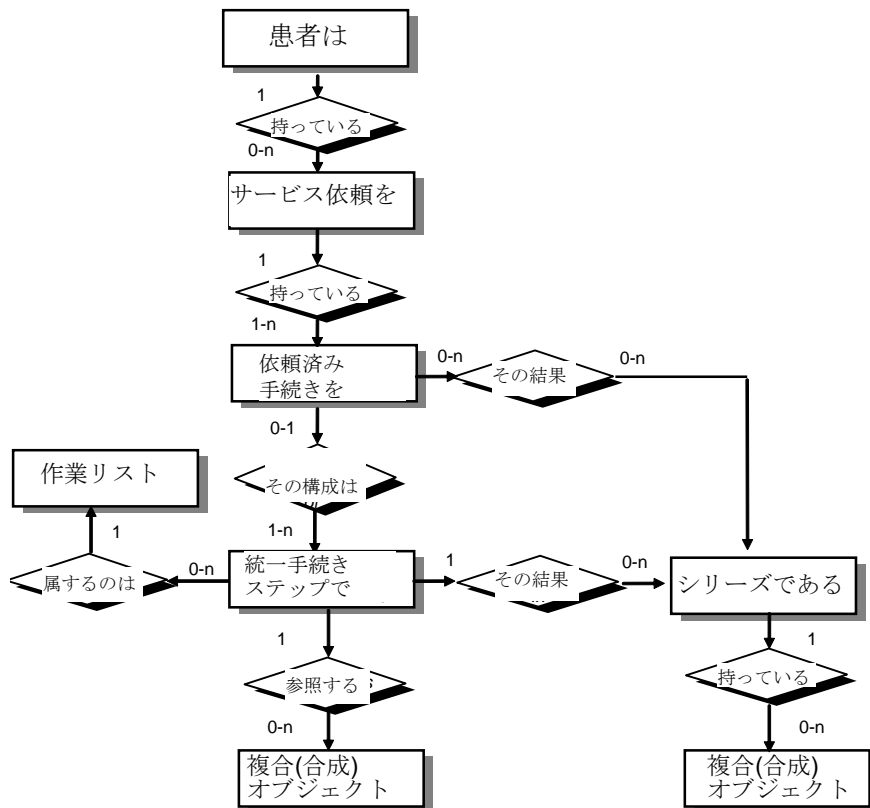 患者は
1
持っている
0-n
サービス依頼を
1
持っている
1-n
依頼済み
手続きを
0-n
その結果
0-n
0-1
作業リスト
その構成は
1
1-n
属するのは
0-n
統一手続き
ステップで
1
その結果
0-n
シリーズである
1
参照する
0-n
複合(合成)
オブジェクト
1
持っている
0-n
複合(合成)
オブジェクト